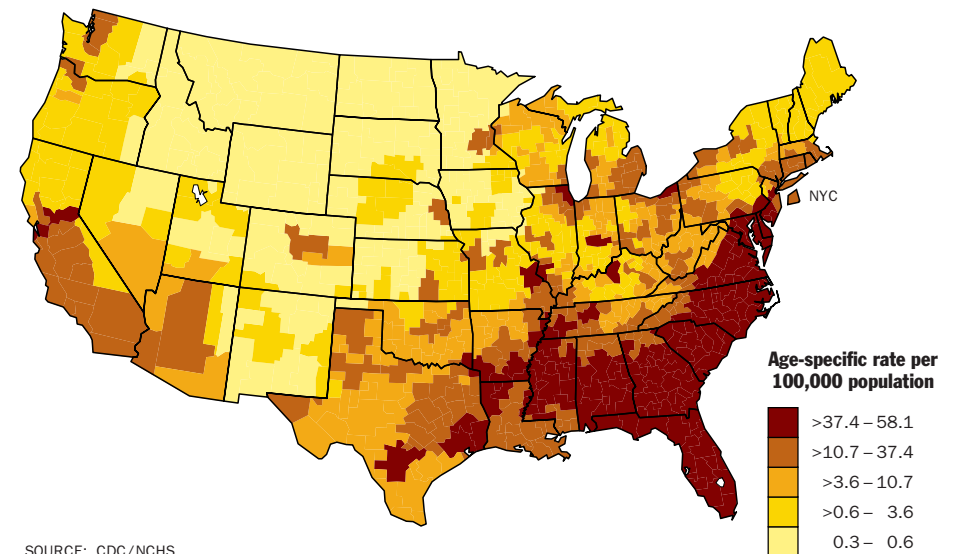 NYC
Age-specific rate per
100,000 population
>37.4 – 58.1
>10.7 – 37.4
>3.6 – 10.7
>0.6 – 3.6
0.3 – 0.6
SOURCE: CDC/NCHS